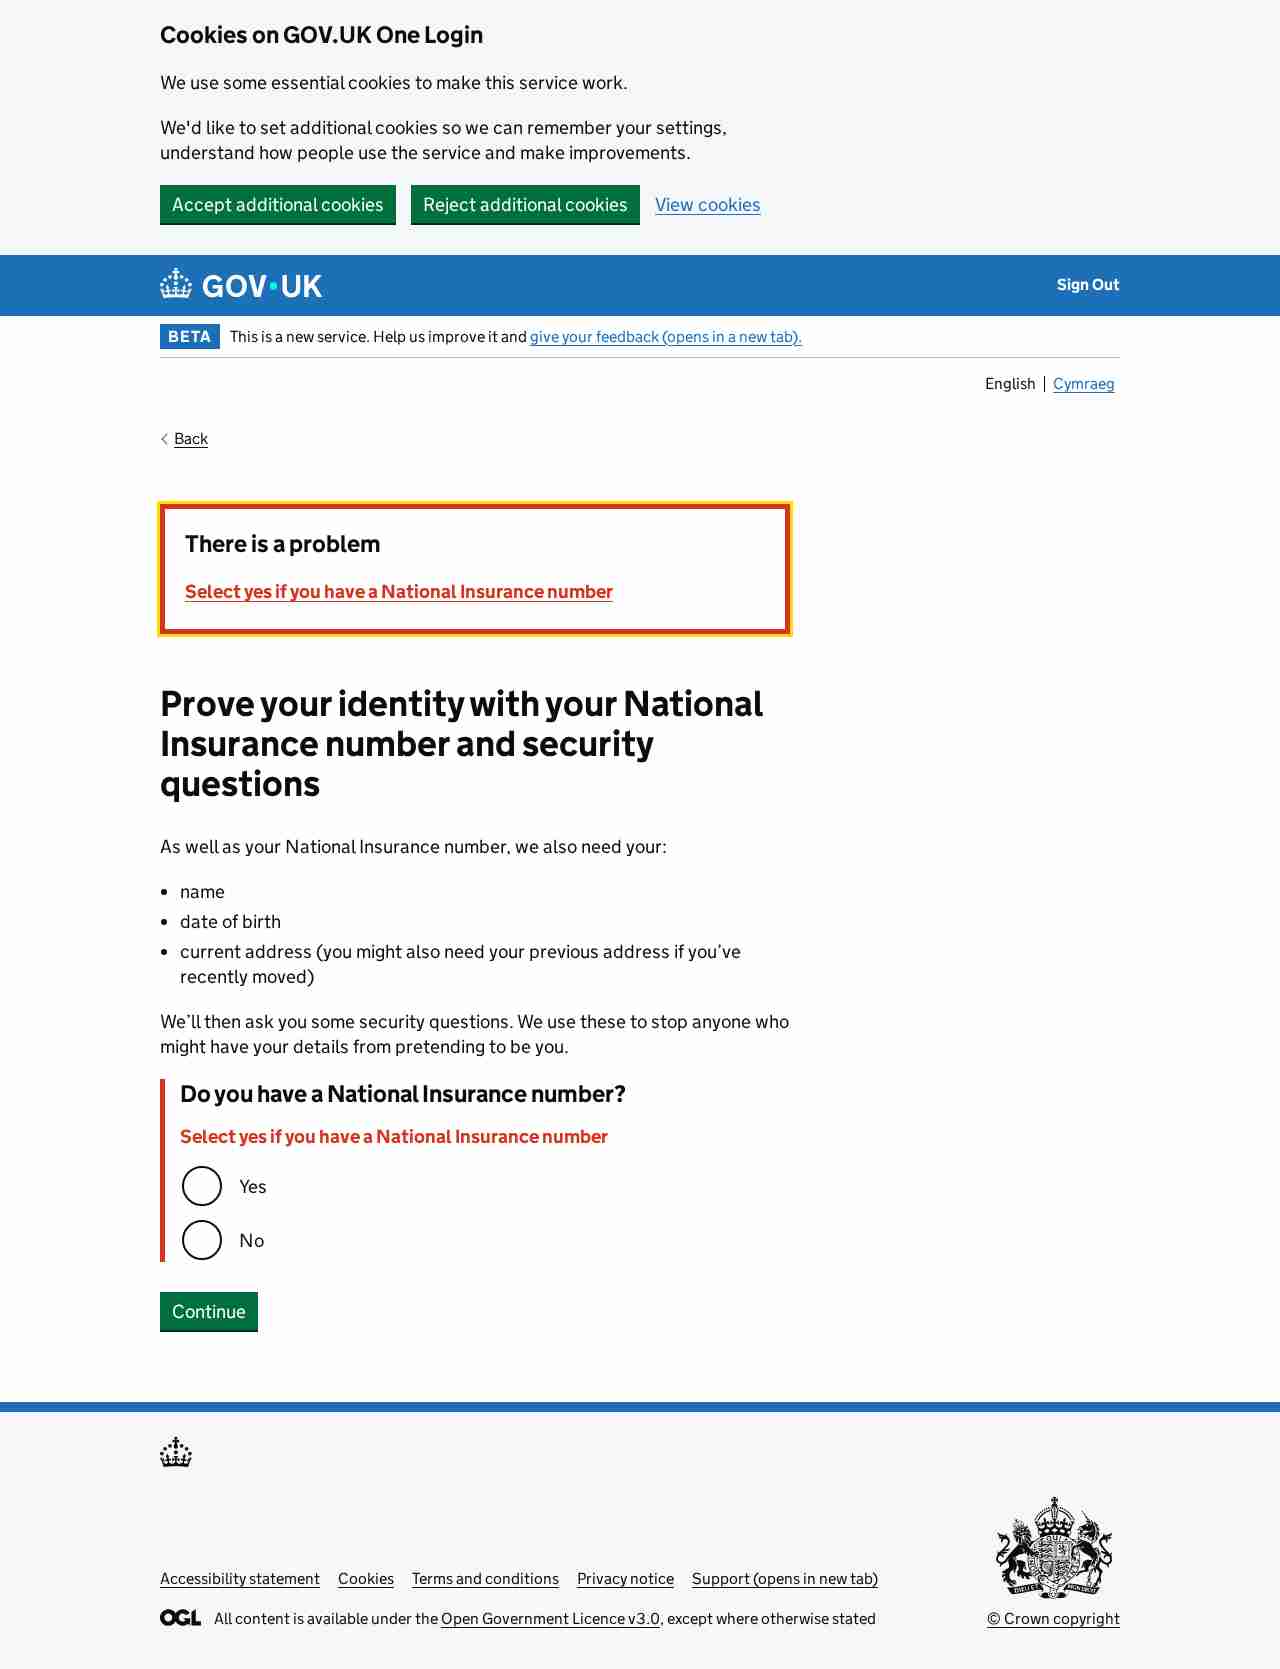 Cookies on GOV.UK One Login
We use some essential cookies to make this service work.
We'd like to set additional cookies so we can remember your settings,
understand how people use the service and make improvements.
Accept additional cookies Reject additional cookies View cookies
GOV·UK Sign Out
BETA This is a new service. Help us improve it and give your feedback (opens in a new tab).
English Cymraeg
Back
There is a problem
Select yes if you have a National Insurance number
Prove your identity with your National
Insurance number and security
questions
As well as your National Insurance number, we also need your:
• name
• date of birth
• current address (you might also need your previous address if you’ve
recently moved)
We’ll then ask you some security questions. We use these to stop anyone who
might have your details from pretending to be you.
Do you have a National Insurance number?
Select yes if you have a National Insurance number
Yes
No
Continue
Accessibility statement Cookies Terms and conditions Privacy notice Support (opens in new tab)
OGL All content is available under the Open Government Licence v3.0, except where otherwise stated
© Crown copyright